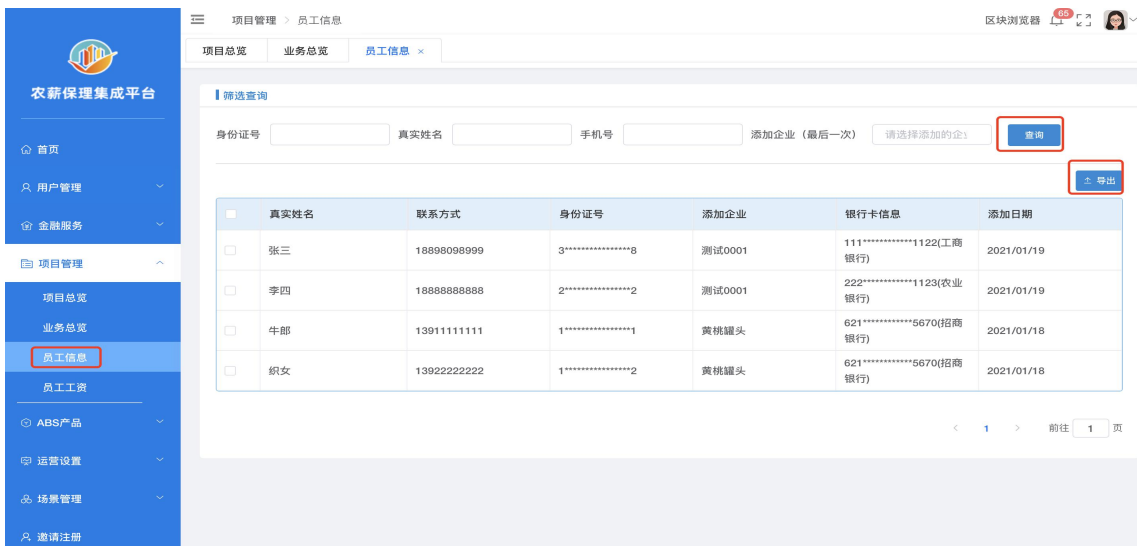 项目管理 > 员工信息
区块浏览器 65
项目总览 业务总览 员工信息 ×
农薪保理集成平台
首页
用户管理
金融服务
项目管理
项目总览
业务总览
员工信息
员工工资
ABS产品
运营设置
场景管理
邀请注册
筛选查询
身份证号 真实姓名 手机号 添加企业（最后一次） 请选择添加的企 查询
导出
真实姓名 联系方式 身份证号 添加企业 银行卡信息 添加日期
张三 18898098999 3****************8 测试0001 111************1122(工商银行) 2021/01/19
李四 18888888888 2****************2 测试0001 222************1123(农业银行) 2021/01/19
牛郎 13911111111 1****************1 黄桃罐头 621************5670(招商银行) 2021/01/18
织女 13922222222 1****************2 黄桃罐头 621************5670(招商银行) 2021/01/18
< 1 > 前往 1 页